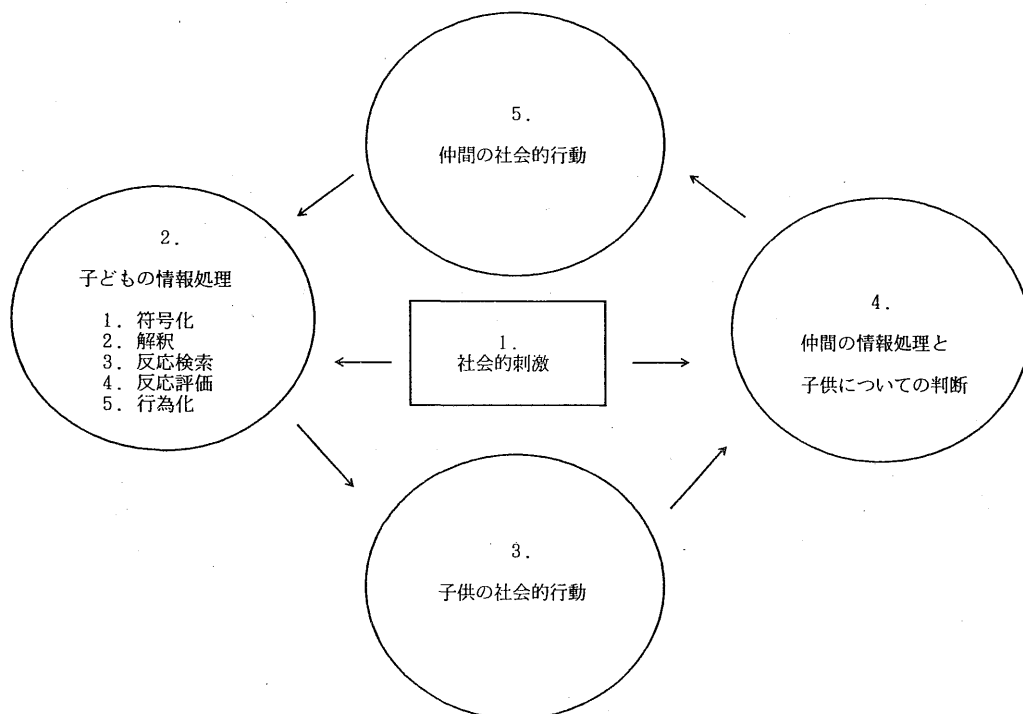 5.
仲間の社会的行動
2.
子どもの情報処理
1. 符号化
2. 解釈
3. 反応検索
4. 反応評価
5. 行為化
1.
社会的刺激
4.
仲間の情報処理と
子供についての判断
3.
子供の社会的行動